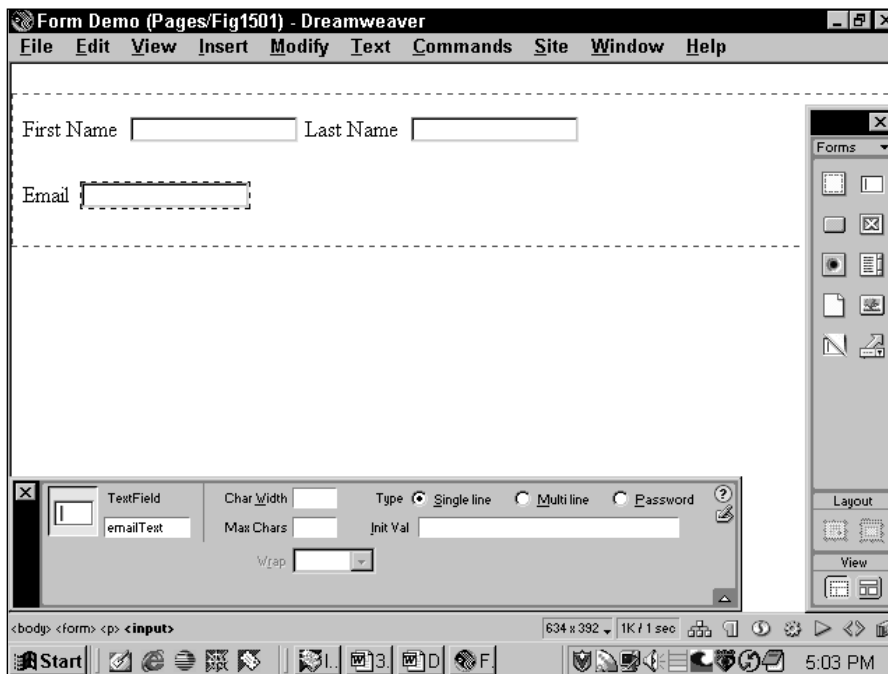 Form Demo (Pages/Fig1501) - Dreamweaver
File Edit View Insert Modify Text Commands Site Window Help
First Name Last Name
Forms
Email
TextField Char Width Type Single line Multi line Password
emailText Max Chars Init Val
Wrap
Layout
View
<body> <form> <p> <input> 634 x 392 1K / 1 sec
Start I.. 3. D F. 5:03 PM